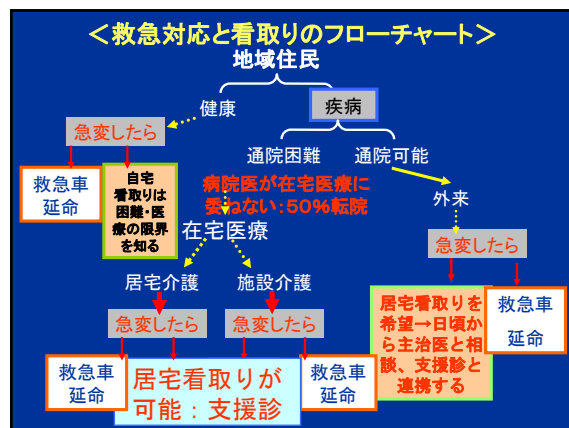 ＜救急対応と看取りのフローチャート＞
地域住民
健康
疾病
急変したら
通院困難
通院可能
救急車
延命
自宅
看取りは
困難・医
療の限界
を知る
病院医が在宅医療に
委ねない：５０％転院
外来
在宅医療
急変したら
居宅介護
施設介護
急変したら
急変したら
居宅看取りを
希望→日頃か
ら主治医と相
談、支援診と
連携する
救急車
延命
救急車
延命
居宅看取りが
可能：支援診
救急車
延命